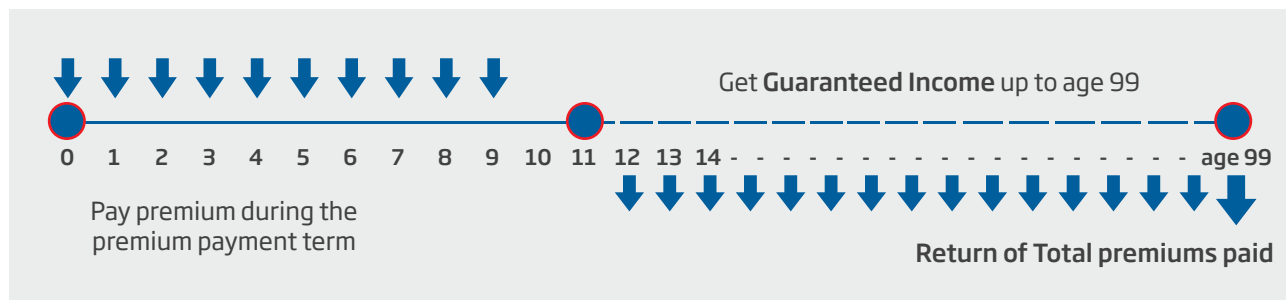 Get Guaranteed Income up to age 99
0 1 2 3 4 5 6 7 8 9 10 11 12 13 14 - - - - - - - - - - - - - - - - - - age 99
Pay premium during the
premium payment term
Return of Total premiums paid